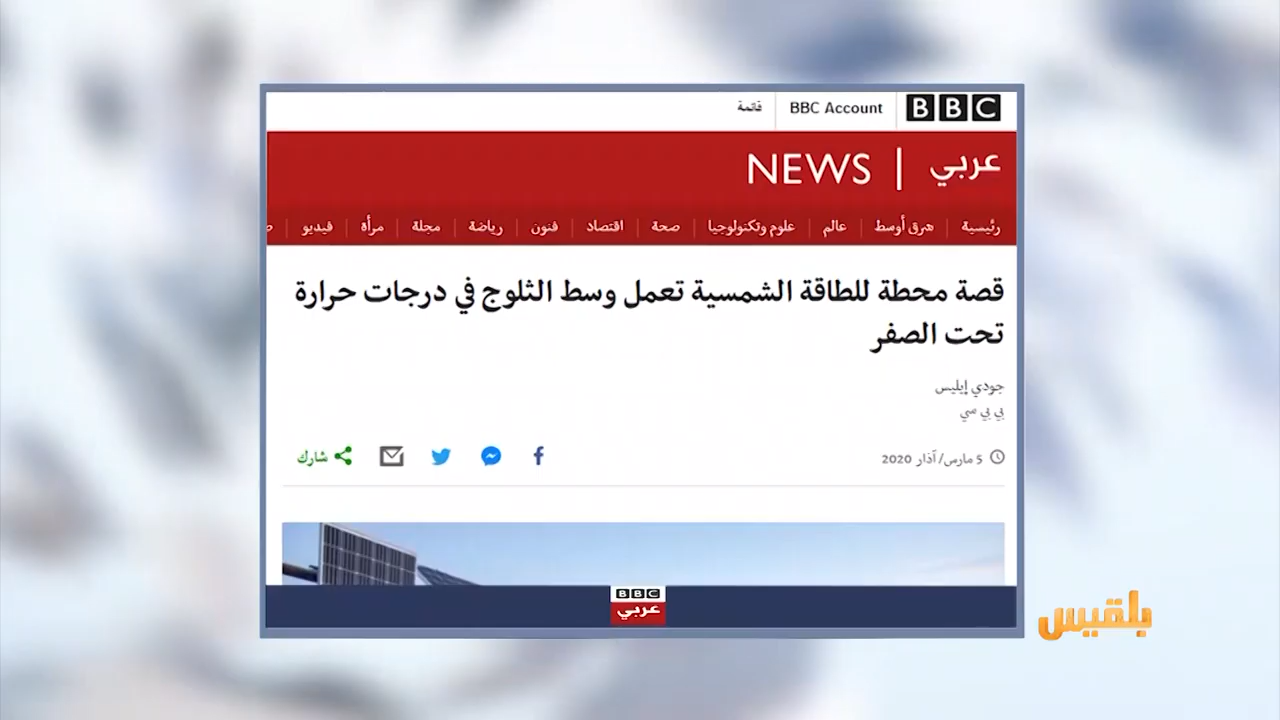 BBC
BBC Account
قائمة
عربي | NEWS
رئيسية
شرق أوسط
عالم
علوم وتكنولوجيا
صحة
اقتصاد
فنون
رياضة
مجلة
مرأة
فيديو
قصة محطة للطاقة الشمسية تعمل وسط الثلوج في درجات حرارة
تحت الصفر
جودي إيليس
بي بي سي
5 مارس/ آذار 2020
شارك
BBC
عربي
بلقيس